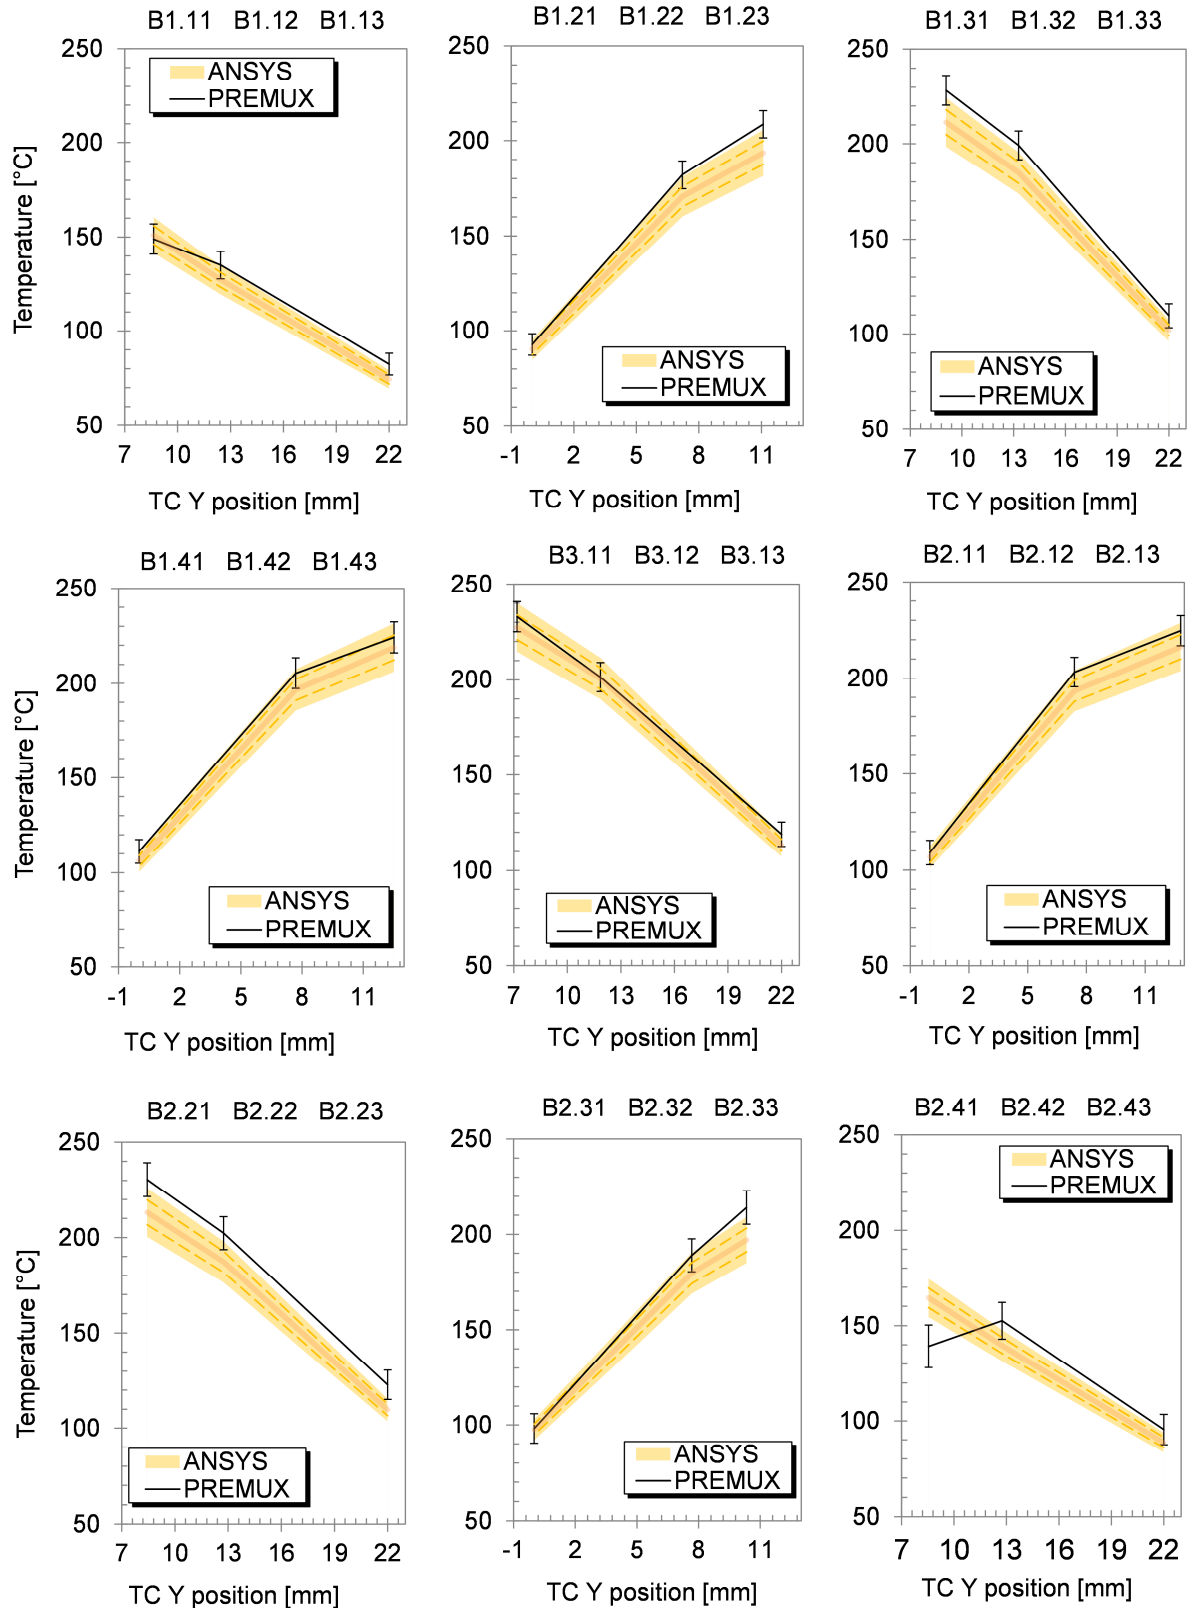 B1.11 B1.12 B1.13
250
200
150
100
50
Temperature [°C]
ANSYS
PREMUX
7 10 13 16 19 22
TC Y position [mm]
B1.21 B1.22 B1.23
250
200
150
100
50
ANSYS
PREMUX
-1 2 5 8 11
TC Y position [mm]
B1.31 B1.32 B1.33
250
200
150
100
50
ANSYS
PREMUX
7 10 13 16 19 22
TC Y position [mm]
B1.41 B1.42 B1.43
250
200
150
100
50
Temperature [°C]
ANSYS
PREMUX
-1 2 5 8 11
TC Y position [mm]
B3.11 B3.12 B3.13
250
200
150
100
50
ANSYS
PREMUX
7 10 13 16 19 22
TC Y position [mm]
B2.11 B2.12 B2.13
250
200
150
100
50
ANSYS
PREMUX
-1 2 5 8 11
TC Y position [mm]
B2.21 B2.22 B2.23
250
200
150
100
50
Temperature [°C]
ANSYS
PREMUX
7 10 13 16 19 22
TC Y position [mm]
B2.31 B2.32 B2.33
250
200
150
100
50
ANSYS
PREMUX
-1 2 5 8 11
TC Y position [mm]
B2.41 B2.42 B2.43
250
200
150
100
50
ANSYS
PREMUX
7 10 13 16 19 22
TC Y position [mm]